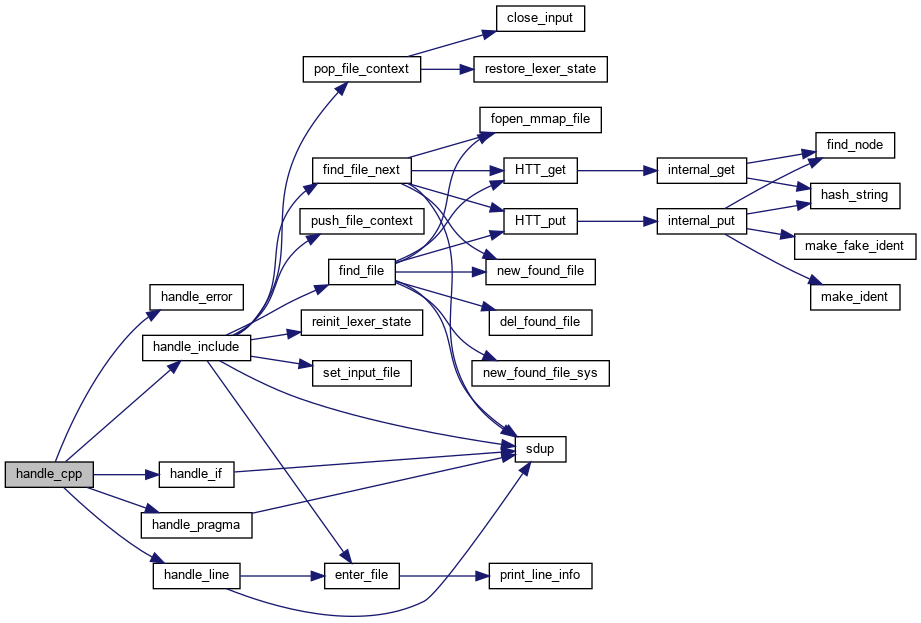 close_input
pop_file_context
restore_lexer_state
fopen_mmap_file
find_node
find_file_next
HTT_get
internal_get
hash_string
push_file_context
HTT_put
internal_put
make_fake_ident
find_file
new_found_file
handle_error
make_ident
reinit_lexer_state
del_found_file
handle_include
set_input_file
new_found_file_sys
sdup
handle_cpp
handle_if
handle_pragma
handle_line
enter_file
print_line_info